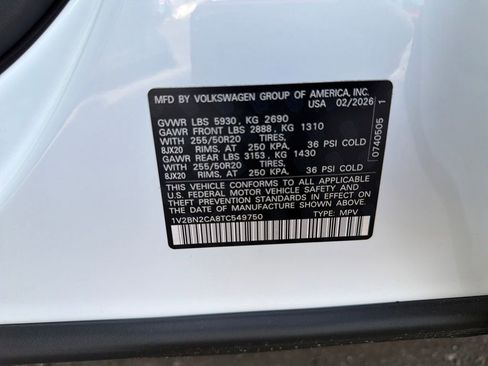 MFD BY VOLKSWAGEN GROUP OF AMERICA, INC.
USA 02/2026
GVWR LBS 5930, KG 2690
GAWR FRONT LBS 2888, KG 1310
WITH 255/50R20 TIRES,
8JX20 RIMS, AT 250 KPA, 36 PSI COLD
GAWR REAR LBS 3153, KG 1430
WITH 255/50R20 TIRES,
8JX20 RIMS, AT 250 KPA, 36 PSI COLD
THIS VEHICLE CONFORMS TO ALL APPLICABLE
U.S. FEDERAL MOTOR VEHICLE SAFETY AND
THEFT PREVENTION STANDARDS IN EFFECT ON
THE DATE OF MANUFACTURE SHOWN ABOVE.
1V2BN2CA8TC549750 TYPE: MPV
0740505 1